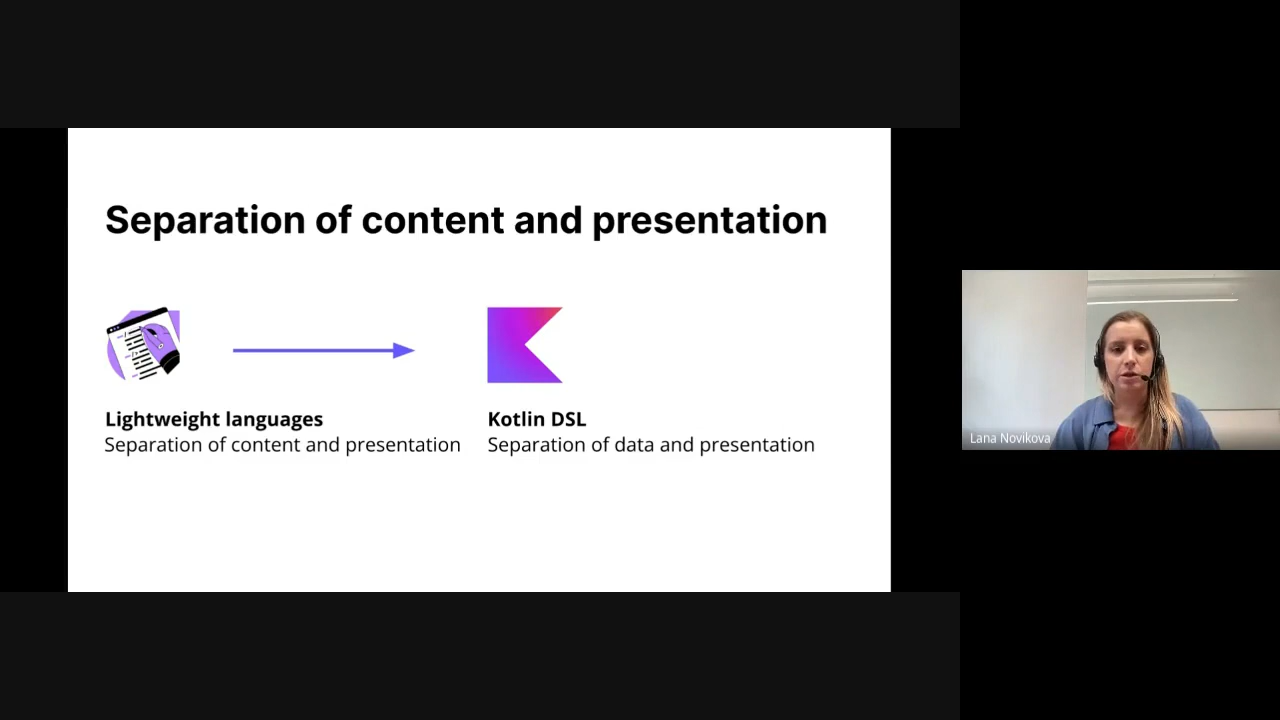 Separation of content and presentation
Lightweight languages
Separation of content and presentation
Kotlin DSL
Separation of data and presentation
Lana Novikova